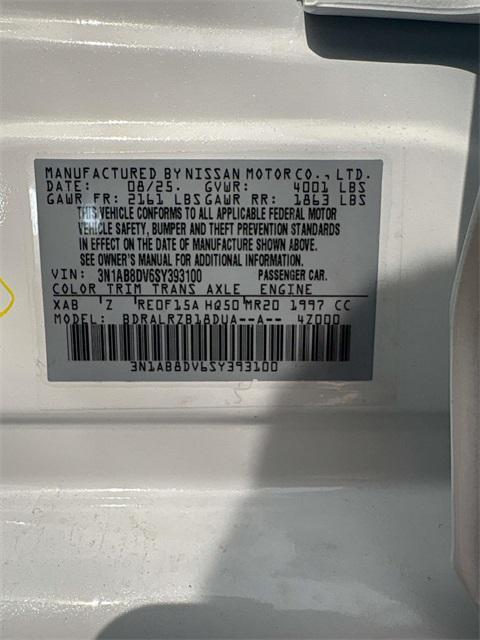 MANUFACTURED BY NISSAN MOTOR CO., LTD.
DATE: 08/25. GVWR: 4001 LBS
GAWR FR: 2161 LBS GAWR RR: 1863 LBS
THIS VEHICLE CONFORMS TO ALL APPLICABLE FEDERAL MOTOR
VEHICLE SAFETY, BUMPER AND THEFT PREVENTION STANDARDS
IN EFFECT ON THE DATE OF MANUFACTURE SHOWN ABOVE.
SEE OWNER'S MANUAL FOR ADDITIONAL INFORMATION.
VIN: 3N1AB8DV6SY393100 PASSENGER CAR.
COLOR TRIM TRANS AXLE ENGINE
XAB Z RE0F15A HQ50 MR20 1997 CC
MODEL: BDRALRZB18DUA--A-- 4Z000
3N1AB8DV6SY393100